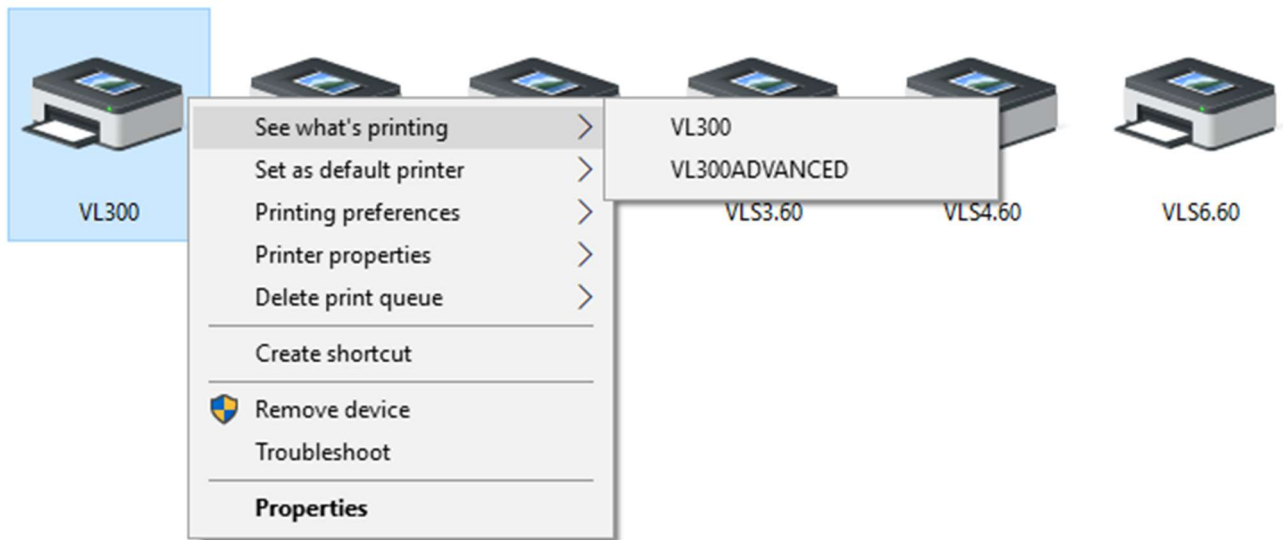 VL300
See what's printing
Set as default printer
Printing preferences
Printer properties
Delete print queue
Create shortcut
Remove device
Troubleshoot
Properties
VL300
VL300ADVANCED
VLS3.60
VLS4.60
VLS6.60